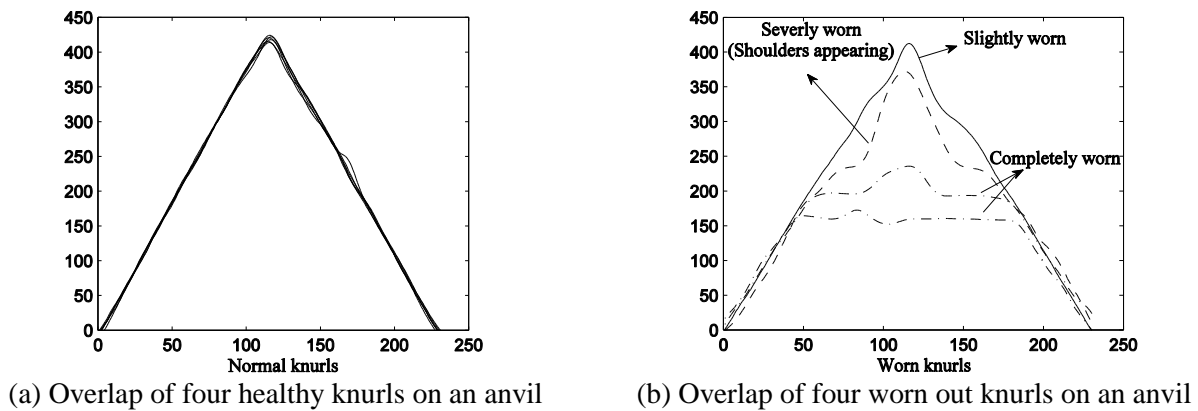 450
400
350
300
250
200
150
100
50
0
0 50 100 150 200 250
Normal knurls
(a) Overlap of four healthy knurls on an anvil
450
400
350
300
250
200
150
100
50
0
0 50 100 150 200 250
Severly worn
(Shoulders appearing)
Slightly worn
Completely worn
Worn knurls
(b) Overlap of four worn out knurls on an anvil